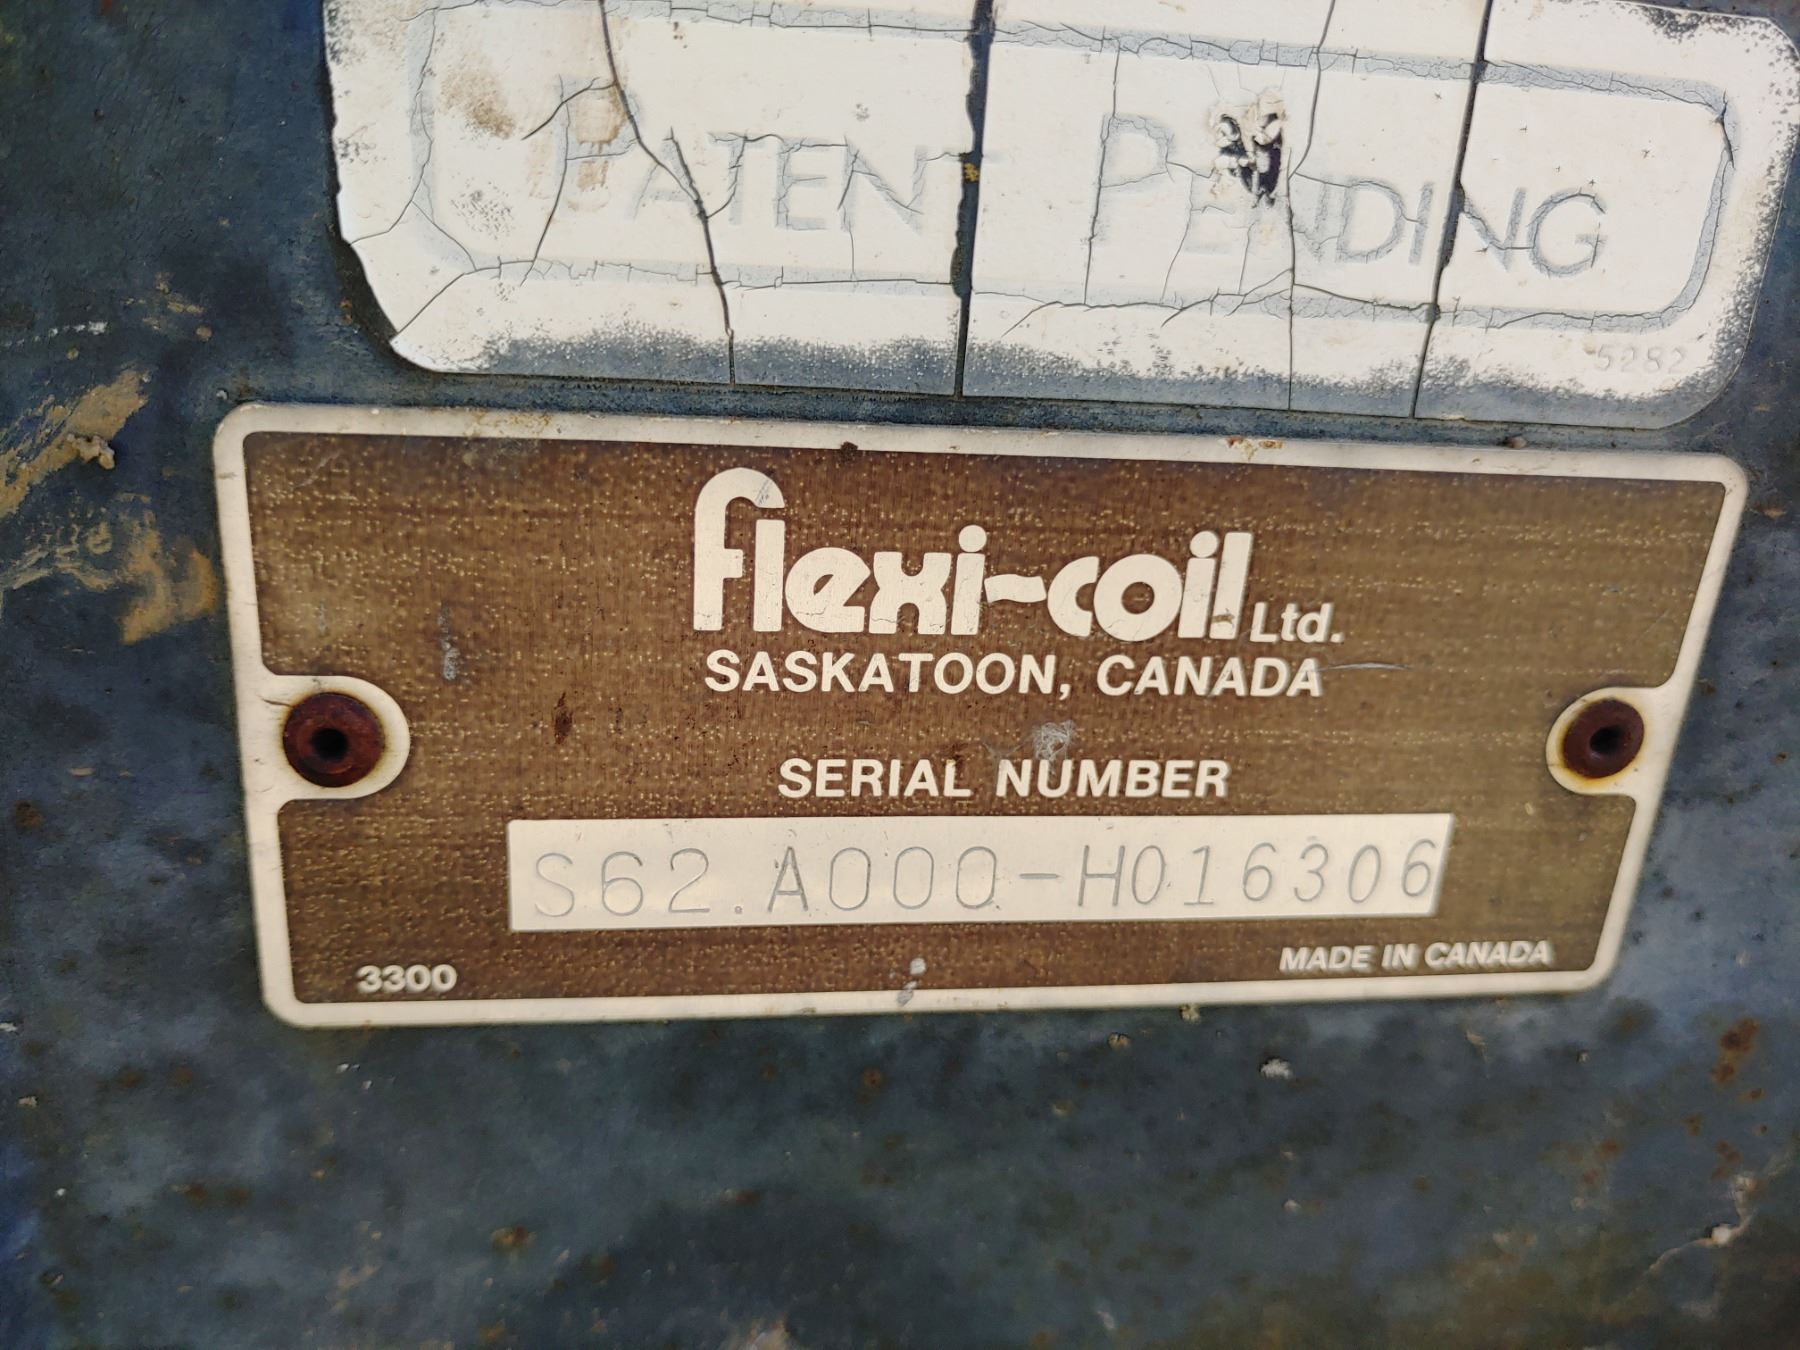 PATENT PENDING
5282
flexi-coil Ltd.
SASKATOON, CANADA
SERIAL NUMBER
S62.A000-H016306
3300
MADE IN CANADA